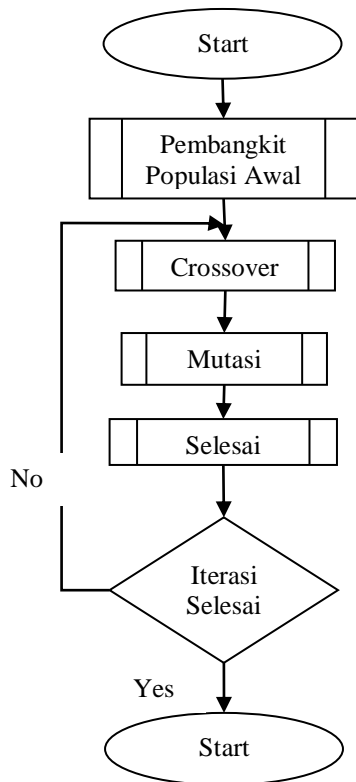 Start
Pembangkit
Populasi Awal
Crossover
Mutasi
Selesai
No
Iterasi
Selesai
Yes
Start